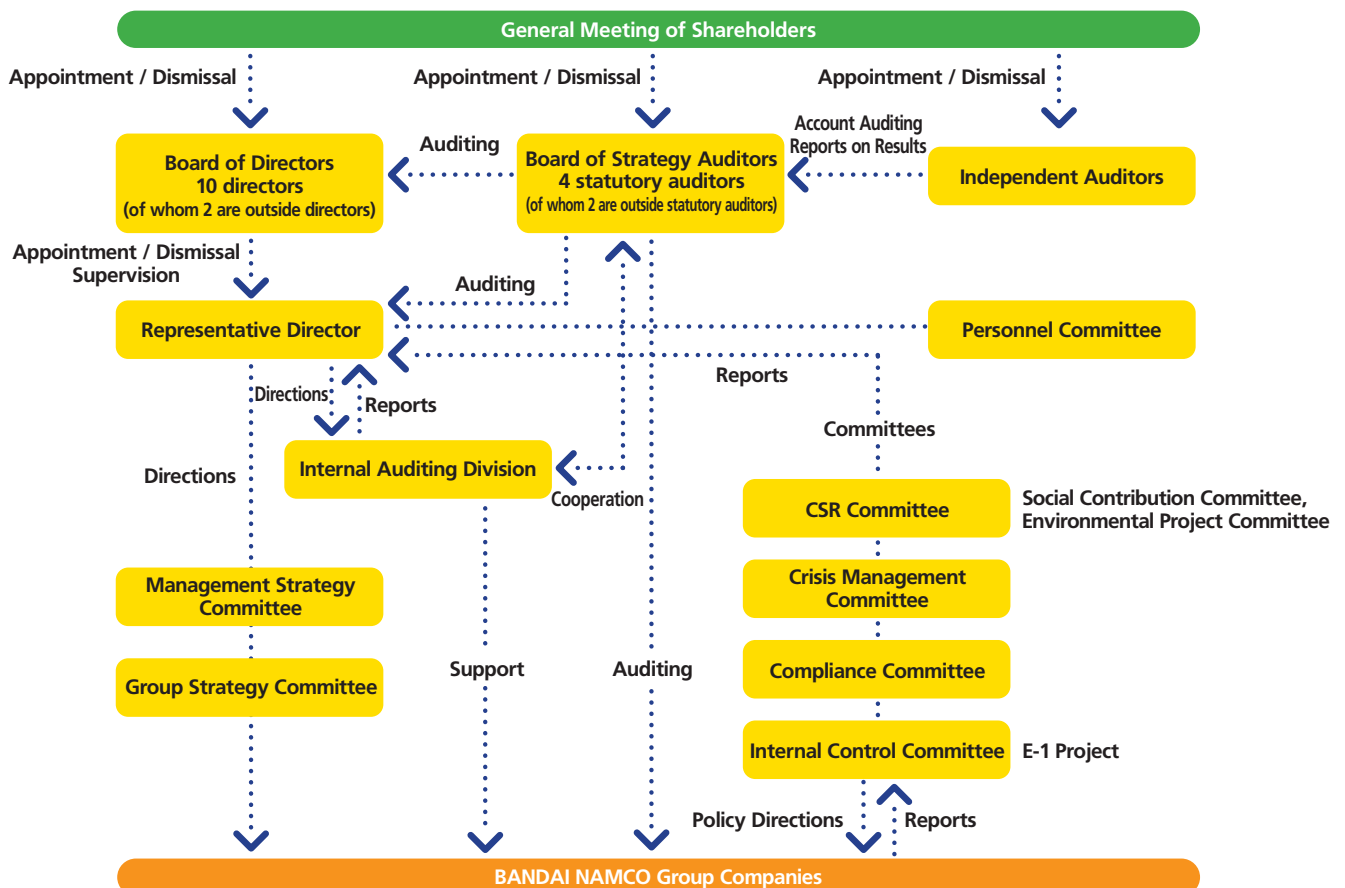 General Meeting of Shareholders
Appointment / Dismissal
Appointment / Dismissal
Appointment / Dismissal
Board of Directors
10 directors
(of whom 2 are outside directors)
Auditing
Board of Strategy Auditors
4 statutory auditors
(of whom 2 are outside statutory auditors)
Account Auditing
Reports on Results
Independent Auditors
Appointment / Dismissal
Supervision
Auditing
Representative Director
Personnel Committee
Directions
Reports
Reports
Committees
Internal Auditing Division
Cooperation
Directions
CSR Committee
Social Contribution Committee,
Environmental Project Committee
Management Strategy
Committee
Crisis Management
Committee
Group Strategy Committee
Support
Auditing
Compliance Committee
Internal Control Committee
E-1 Project
Policy Directions
Reports
BANDAI NAMCO Group Companies